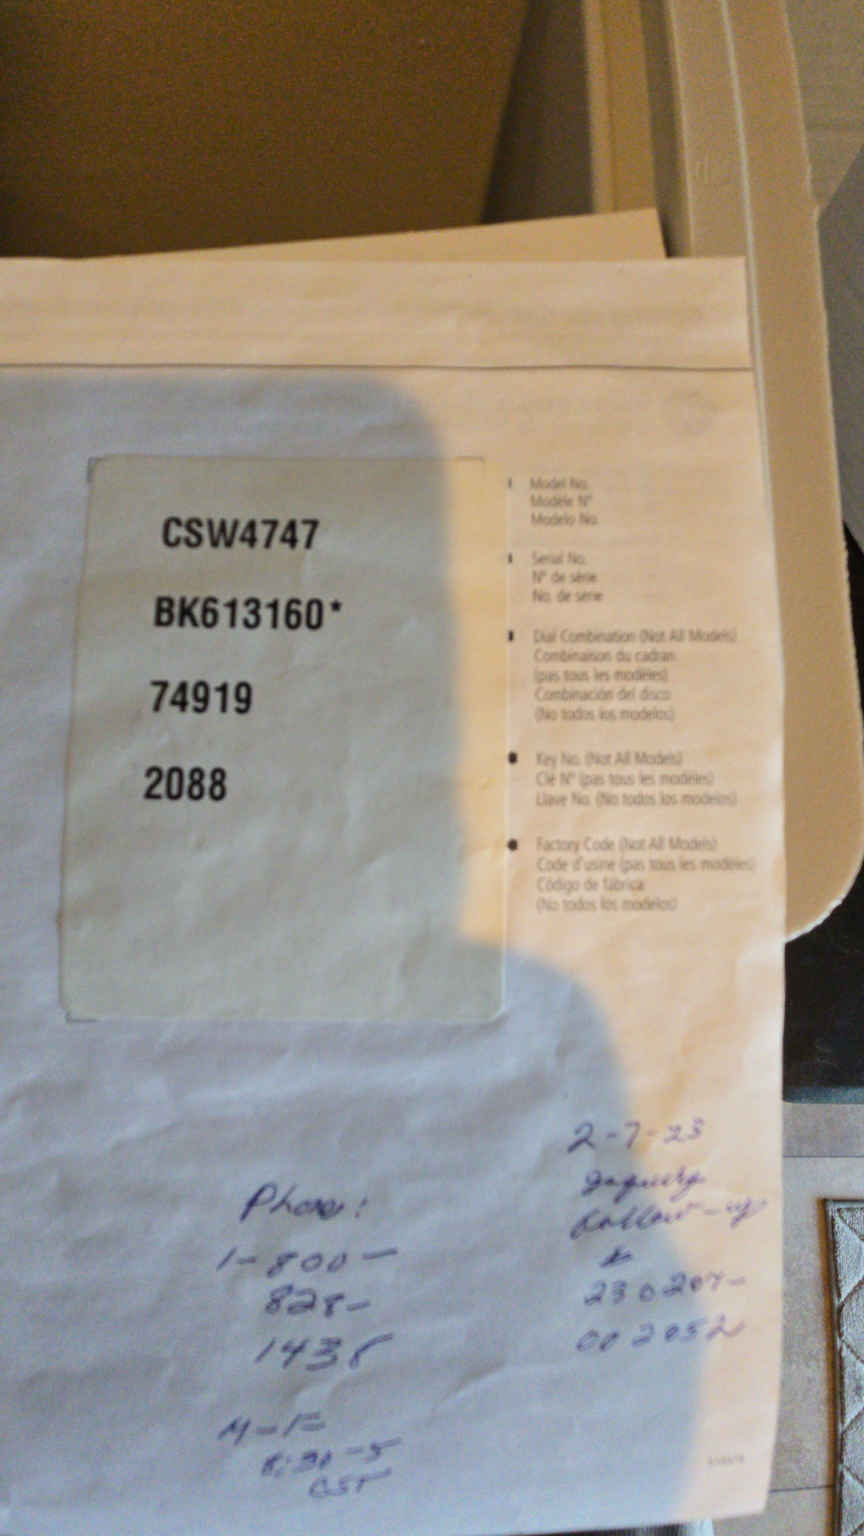 CSW4747
BK613160*
74919
2088
Model No.
Modèle N°
Modelo No.
Serial No.
N° de série
No. de serie
Dial Combination (Not All Models)
Combinaison du cadran
(pas tous les modèles)
Combinación del disco
(No todos los modelos)
Key No. (Not All Models)
Clé N° (pas tous les modèles)
Llave No. (No todos los modelos)
Factory Code (Not All Models)
Code d'usine (pas tous les modèles)
Código de fábrica
(No todos los modelos)
Phone:
1-800-
828-
1438
M-F
8:30-5
CST
2-7-23
Follow-up
#
230207-
002052